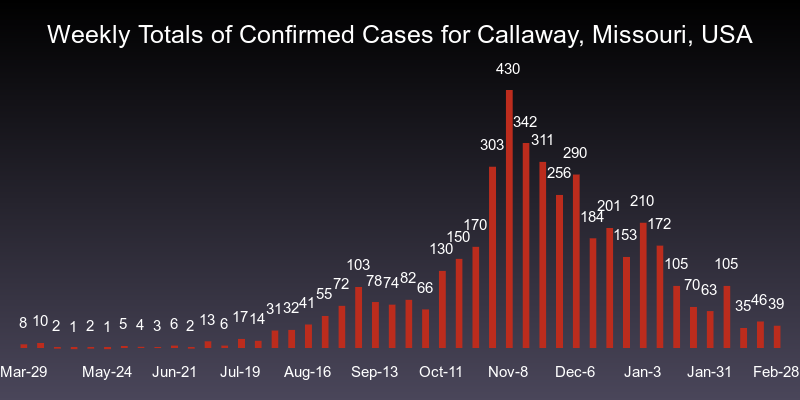 Weekly Totals of Confirmed Cases for Callaway, Missouri, USA
8 10 2 1 2 1 5 4 3 6 2 13 6 17 14 31 32 41 55 72 103 78 74 82 66 130 150 170 303 430 342 311 256 290 184 201 153 210 172 105 70 63 105 35 46 39
Mar-29 May-24 Jun-21 Jul-19 Aug-16 Sep-13 Oct-11 Nov-8 Dec-6 Jan-3 Jan-31 Feb-28